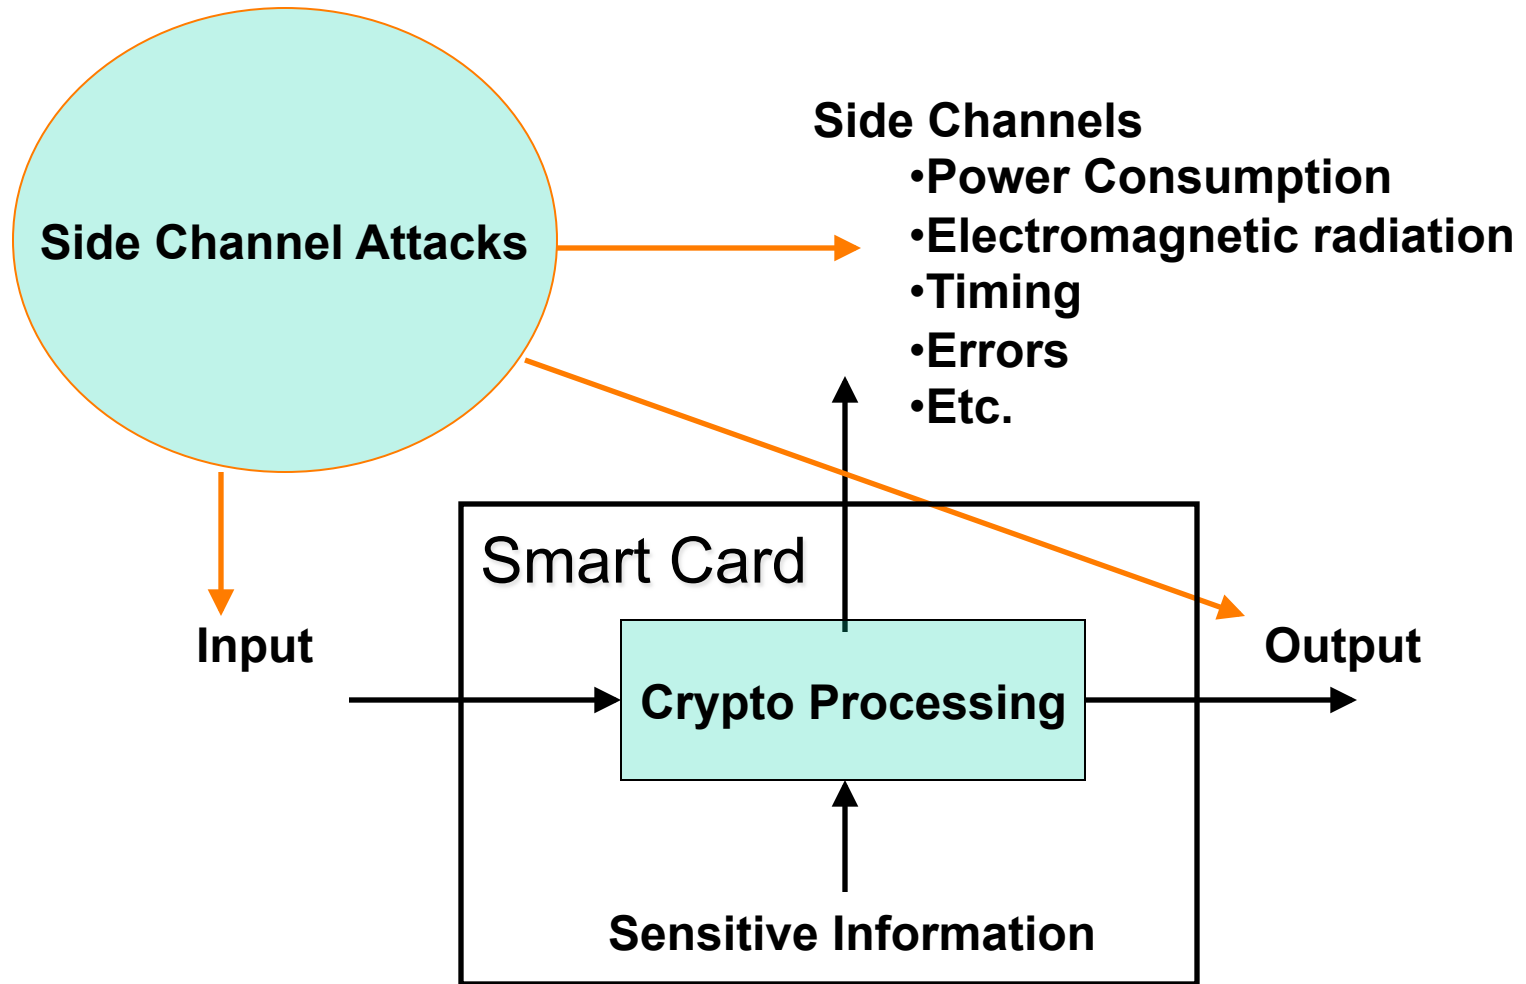 Side Channel Attacks
Side Channels
•Power Consumption
•Electromagnetic radiation
•Timing
•Errors
•Etc.
Smart Card
Input
Output
Crypto Processing
Sensitive Information